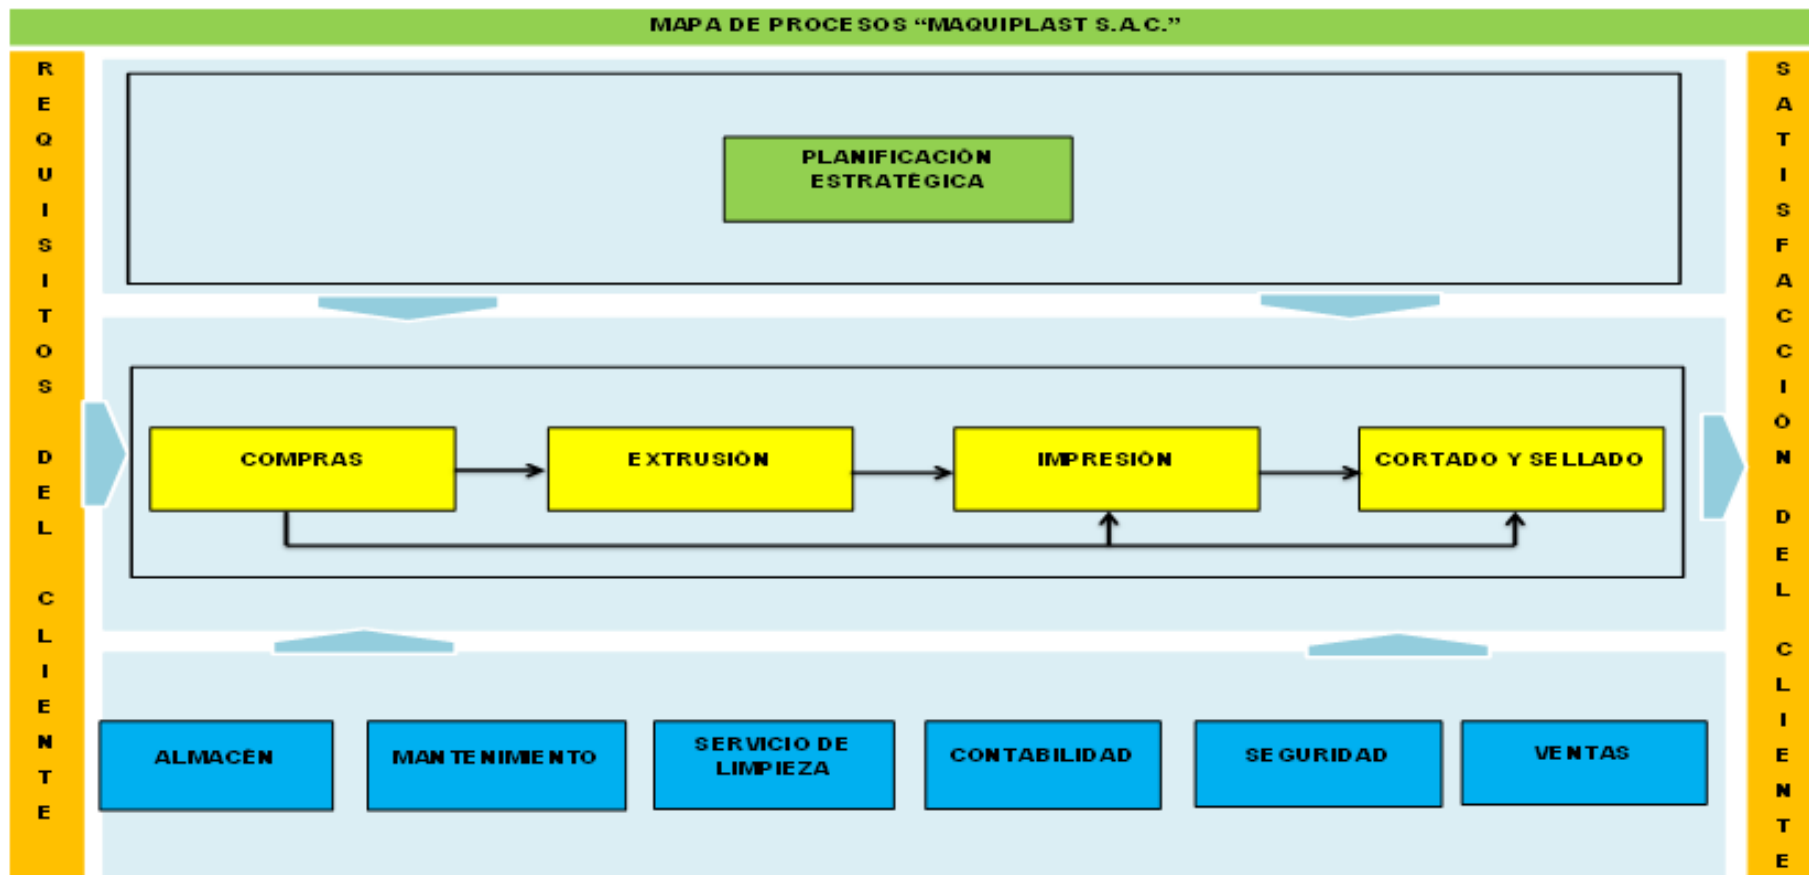 MAPA DE PROCESOS “MAQUIPLAST S.A.C.”
REQUISITOS DEL CLIENTE
PLANIFICACIÓN
ESTRATÉGICA
COMPRAS
EXTRUSIÓN
IMPRESIÓN
CORTADO Y SELLADO
ALMACÉN
MANTENIMIENTO
SERVICIO DE
LIMPIEZA
CONTABILIDAD
SEGURIDAD
VENTAS
SATISFACCIÓN DEL CLIENTE